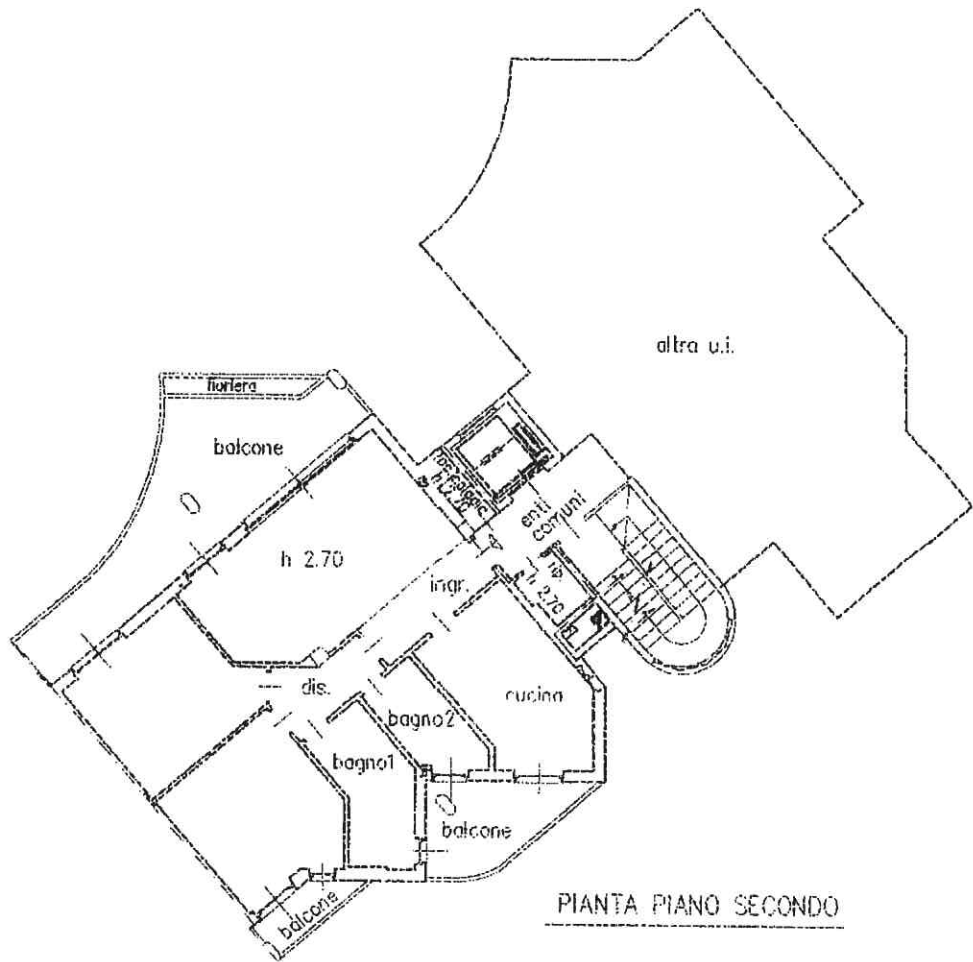 altra u.i.
fioriera
balcone
enti
comuni
h 2.70
rip.
h 2.70
ingr.
dis.
cucina
bagno2
bagno1
balcone
balcone
PIANTA PIANO SECONDO